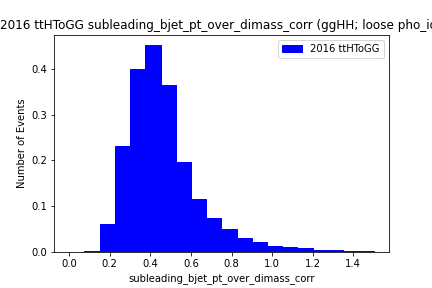 2016 ttHToGG subleading_bjet_pt_over_dimass_corr (ggHH; loose pho_
2016 ttHToGG
Number of Events
0.4
0.3
0.2
0.1
0.0
0.0 0.2 0.4 0.6 0.8 1.0 1.2 1.4
subleading_bjet_pt_over_dimass_corr